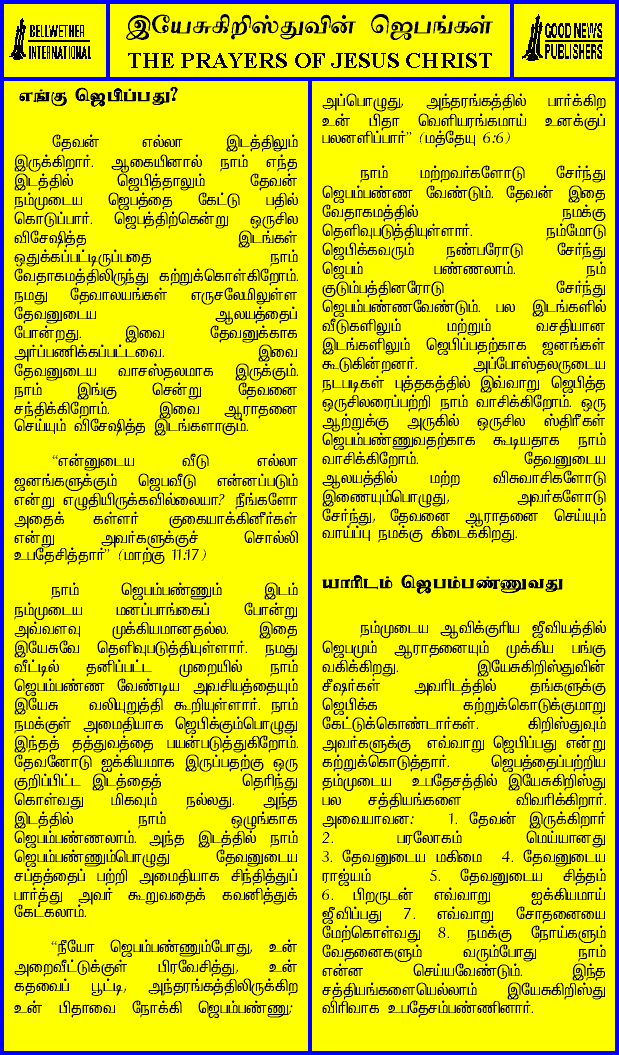 BELLWETHER
INTERNATIONAL
இயேசுகிறிஸ்துவின் ஜெபங்கள்
THE PRAYERS OF JESUS CHRIST
GOOD NEWS
PUBLISHERS
எங்கு ஜெபிப்பது?
தேவன் எல்லா இடத்திலும்
இருக்கிறார். ஆகையினால் நாம் எந்த
இடத்தில் ஜெபித்தாலும் தேவன்
நம்முடைய ஜெபத்தை கேட்டு பதில்
கொடுப்பார். ஜெபத்திற்கென்று ஒருசில
விசேஷித்த இடங்கள்
ஒதுக்கப்பட்டிருப்பதை நாம்
வேதாகமத்திலிருந்து கற்றுக்கொள்கிறோம்.
நமது தேவாலயங்கள் எருசலேமிலுள்ள
தேவனுடைய ஆலயத்தைப்
போன்றது. இவை தேவனுக்காக
அர்ப்பணிக்கப்பட்டவை. இவை
தேவனுடைய வாசஸ்தலமாக இருக்கும்.
நாம் இங்கு சென்று தேவனை
சந்திக்கிறோம். இவை ஆராதனை
செய்யும் விசேஷித்த இடங்களாகும்.
“என்னுடைய வீடு எல்லா
ஜனங்களுக்கும் ஜெபவீடு என்னப்படும்
என்று எழுதியிருக்கவில்லையா? நீங்களோ
அதைக் கள்ளர் குகையாக்கினீர்கள்
என்று அவர்களுக்குச் சொல்லி
உபதேசித்தார்” (மாற்கு 11:17)
நாம் ஜெபம்பண்ணும் இடம்
நம்முடைய மனப்பாங்கைப் போன்று
அவ்வளவு முக்கியமானதல்ல. இதை
இயேசுவே தெளிவுபடுத்தியுள்ளார். நமது
வீட்டில் தனிப்பட்ட முறையில் நாம்
ஜெபம்பண்ண வேண்டிய அவசியத்தையும்
இயேசு வலியுறுத்தி கூறியுள்ளார். நாம்
நமக்குள் அமைதியாக ஜெபிக்கும்பொழுது
இந்தத் தத்துவத்தை பயன்படுத்துகிறோம்.
தேவனோடு ஐக்கியமாக இருப்பதற்கு ஒரு
குறிப்பிட்ட இடத்தைத் தெரிந்து
கொள்வது மிகவும் நல்லது. அந்த
இடத்தில் நாம் ஒழுங்காக
ஜெபம்பண்ணலாம். அந்த இடத்தில் நாம்
ஜெபம்பண்ணும்பொழுது தேவனுடைய
சப்தத்தைப் பற்றி அமைதியாக சிந்தித்துப்
பார்த்து அவர் கூறுவதைக் கவனித்துக்
கேட்கலாம்.
“நீயோ ஜெபம்பண்ணும்போது, உன்
அறைவீட்டுக்குள் பிரவேசித்து, உன்
கதவைப் பூட்டி, அந்தரங்கத்திலிருக்கிற
உன் பிதாவை நோக்கி ஜெபம்பண்ணு;
அப்பொழுது, அந்தரங்கத்தில் பார்க்கிற
உன் பிதா வெளியரங்கமாய் உனக்குப்
பலனளிப்பார்” (மத்தேயு 6:6)
நாம் மற்றவர்களோடு சேர்ந்து
ஜெபம்பண்ண வேண்டும். தேவன் இதை
வேதாகமத்தில் நமக்கு
தெளிவுபடுத்தியுள்ளார். நம்மோடு
ஜெபிக்கவரும் நண்பரோடு சேர்ந்து
ஜெபம் பண்ணலாம். நம்
குடும்பத்தினரோடு சேர்ந்து
ஜெபம்பண்ணவேண்டும். பல இடங்களில்
வீடுகளிலும் மற்றும் வசதியான
இடங்களிலும் ஜெபிப்பதற்காக ஜனங்கள்
கூடுகின்றனர். அப்போஸ்தலருடைய
நடபடிகள் புத்தகத்தில் இவ்வாறு ஜெபித்த
ஒருசிலரைப்பற்றி நாம் வாசிக்கிறோம். ஒரு
ஆற்றுக்கு அருகில் ஒருசில ஸ்திரீகள்
ஜெபம்பண்ணுவதற்காக கூடியதாக நாம்
வாசிக்கிறோம். தேவனுடைய
ஆலயத்தில் மற்ற விசுவாசிகளோடு
இணையும்பொழுது, அவர்களோடு
சேர்ந்து, தேவனை ஆராதனை செய்யும்
வாய்ப்பு நமக்கு கிடைக்கிறது.
யாரிடம் ஜெபம்பண்ணுவது
நம்முடைய ஆவிக்குரிய ஜீவியத்தில்
ஜெபமும் ஆராதனையும் முக்கிய பங்கு
வகிக்கிறது. இயேசுகிறிஸ்துவின்
சீஷர்கள் அவரிடத்தில் தங்களுக்கு
ஜெபிக்க கற்றுக்கொடுக்குமாறு
கேட்டுக்கொண்டார்கள். கிறிஸ்துவும்
அவர்களுக்கு எவ்வாறு ஜெபிப்பது என்று
கற்றுக்கொடுத்தார். ஜெபத்தைப்பற்றிய
தம்முடைய உபதேசத்தில் இயேசுகிறிஸ்து
பல சத்தியங்களை விவரிக்கிறார்.
அவையாவன: 1. தேவன் இருக்கிறார்
2. பரலோகம் மெய்யானது
3. தேவனுடைய மகிமை 4. தேவனுடைய
ராஜ்யம் 5. தேவனுடைய சித்தம்
6. பிறருடன் எவ்வாறு ஐக்கியமாய்
ஜீவிப்பது 7. எவ்வாறு சோதனையை
மேற்கொள்வது 8. நமக்கு நோய்களும்
வேதனைகளும் வரும்போது நாம்
என்ன செய்யவேண்டும். இந்த
சத்தியங்களையெல்லாம் இயேசுகிறிஸ்து
விரிவாக உபதேசம்பண்ணினார்.